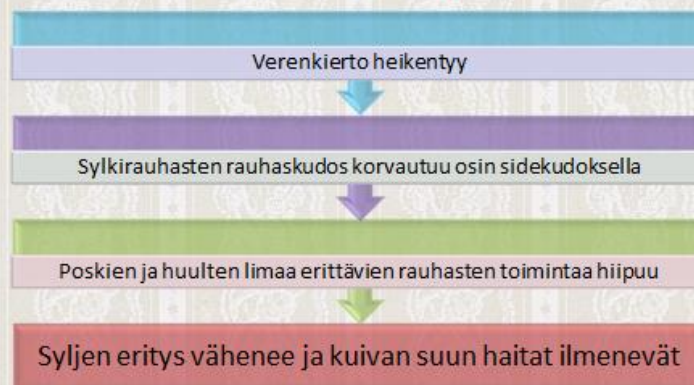 Verenkierto heikentyy
Sylkirauhasten rauhaskudos korvautuu osin sidekudoksella
Poskien ja huulten limaa erittävien rauhasten toimintaa hiipuu
Syljen eritys vähenee ja kuivan suun haitat ilmenevät